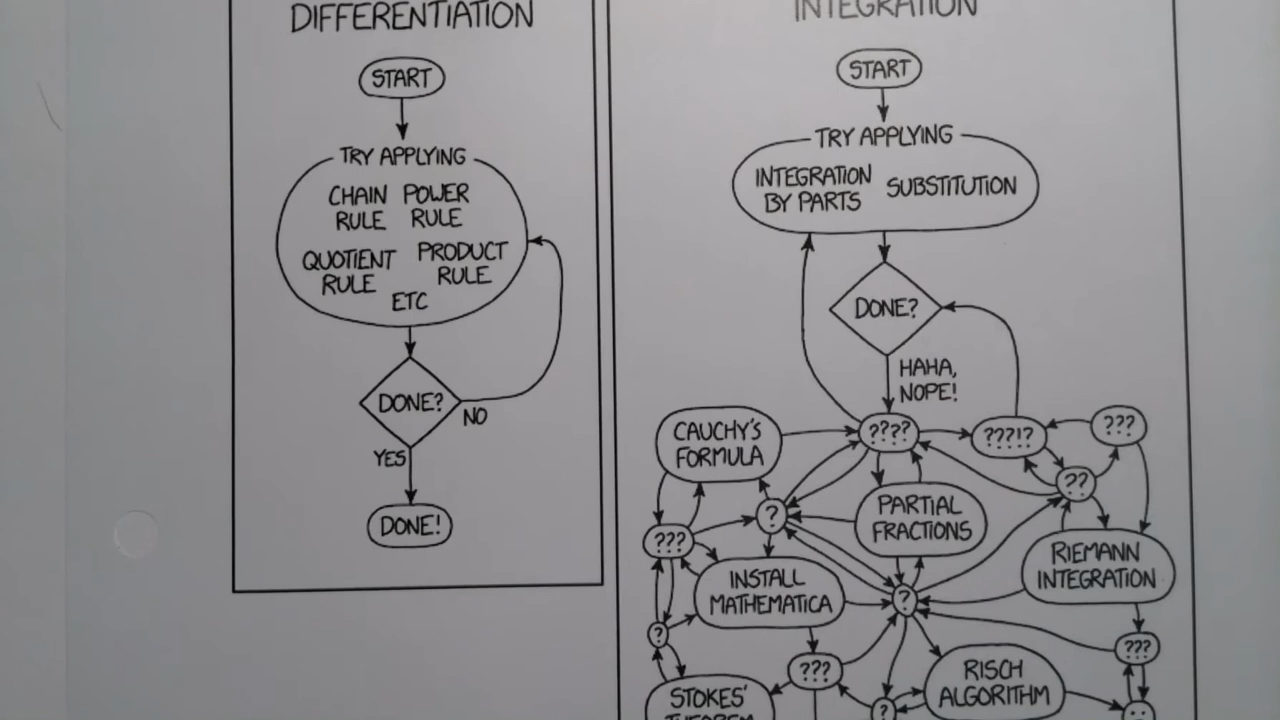 DIFFERENTIATION
START
TRY APPLYING
CHAIN RULE
POWER RULE
QUOTIENT RULE
PRODUCT RULE
ETC
DONE?
NO
YES
DONE!
INTEGRATION
START
TRY APPLYING
INTEGRATION
BY PARTS
SUBSTITUTION
DONE?
HAHA,
NOPE!
CAUCHY'S
FORMULA
????
???!?
???
??
?
PARTIAL
FRACTIONS
???
RIEMANN
INTEGRATION
INSTALL
MATHEMATICA
?
?
???
???
RISCH
ALGORITHM
STOKES'
THEOREM
?